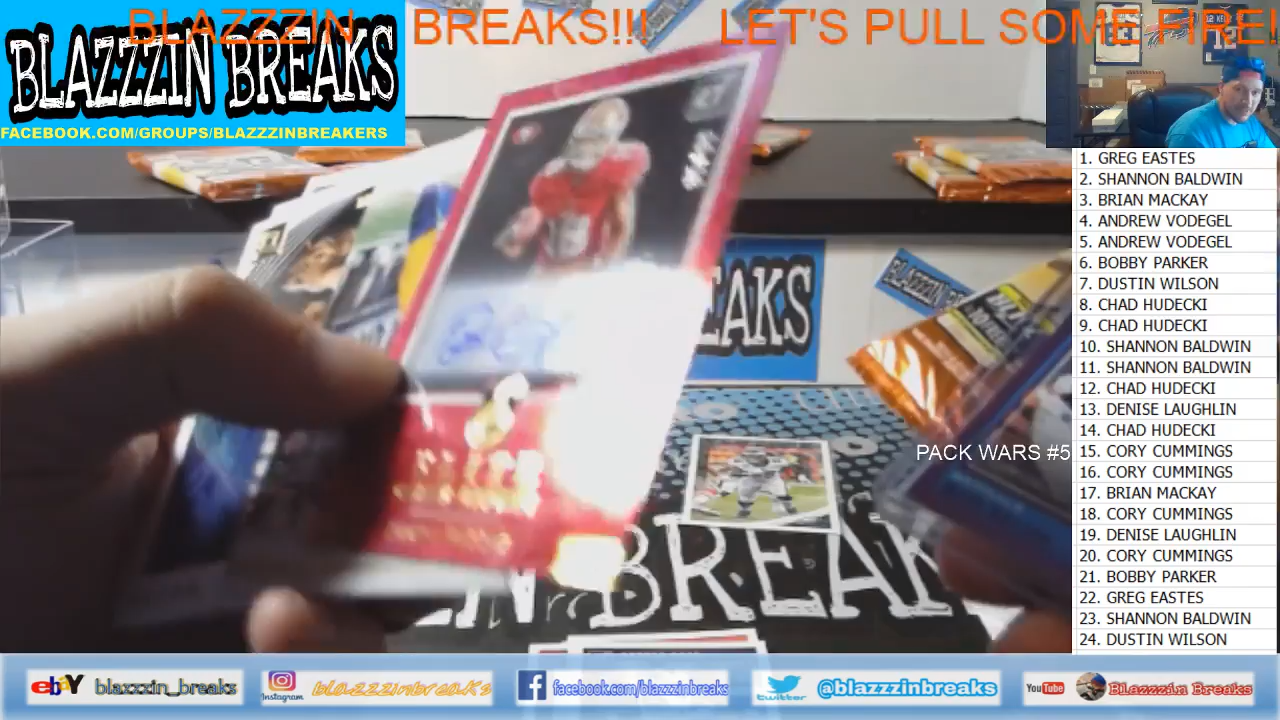 BLAZZZIN BREAKS!!! LET'S PULL SOME FIRE!
BLAZZZIN BREAKS
FACEBOOK.COM/GROUPS/BLAZZZINBREAKERS
1. GREG EASTES
2. SHANNON BALDWIN
3. BRIAN MACKAY
4. ANDREW VODEGEL
5. ANDREW VODEGEL
6. BOBBY PARKER
7. DUSTIN WILSON
8. CHAD HUDECKI
9. CHAD HUDECKI
10. SHANNON BALDWIN
11. SHANNON BALDWIN
12. CHAD HUDECKI
13. DENISE LAUGHLIN
14. CHAD HUDECKI
PACK WARS #5
15. CORY CUMMINGS
16. CORY CUMMINGS
17. BRIAN MACKAY
18. CORY CUMMINGS
19. DENISE LAUGHLIN
20. CORY CUMMINGS
21. BOBBY PARKER
22. GREG EASTES
23. SHANNON BALDWIN
24. DUSTIN WILSON
EAKS
BREAK
ebay blazzzin_breaks
Instagram blazzzinbreaks
facebook.com/blazzzinbreaks
twitter @blazzzinbreaks
YouTube Blazzzin Breaks